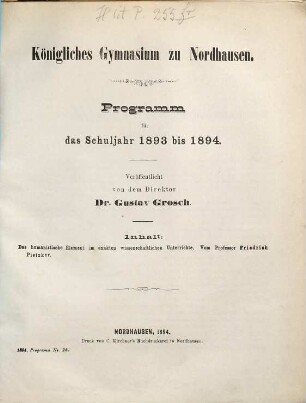 Königliches Gymnasium zu Nordhausen.
Programm
für
das Schuljahr 1893 bis 1894.
Veröffentlicht
von dem Direktor
Dr. Gustav Grosch.
Inhalt:
Das humanistische Element im exakten wissenschaftlichen Unterrichte. Vom Professor Friedrich
Pietzker.
NORDHAUSEN, 1894.
Druck von C. Kirchner's Buchdruckerei in Nordhausen.
1894. Programm Nr.